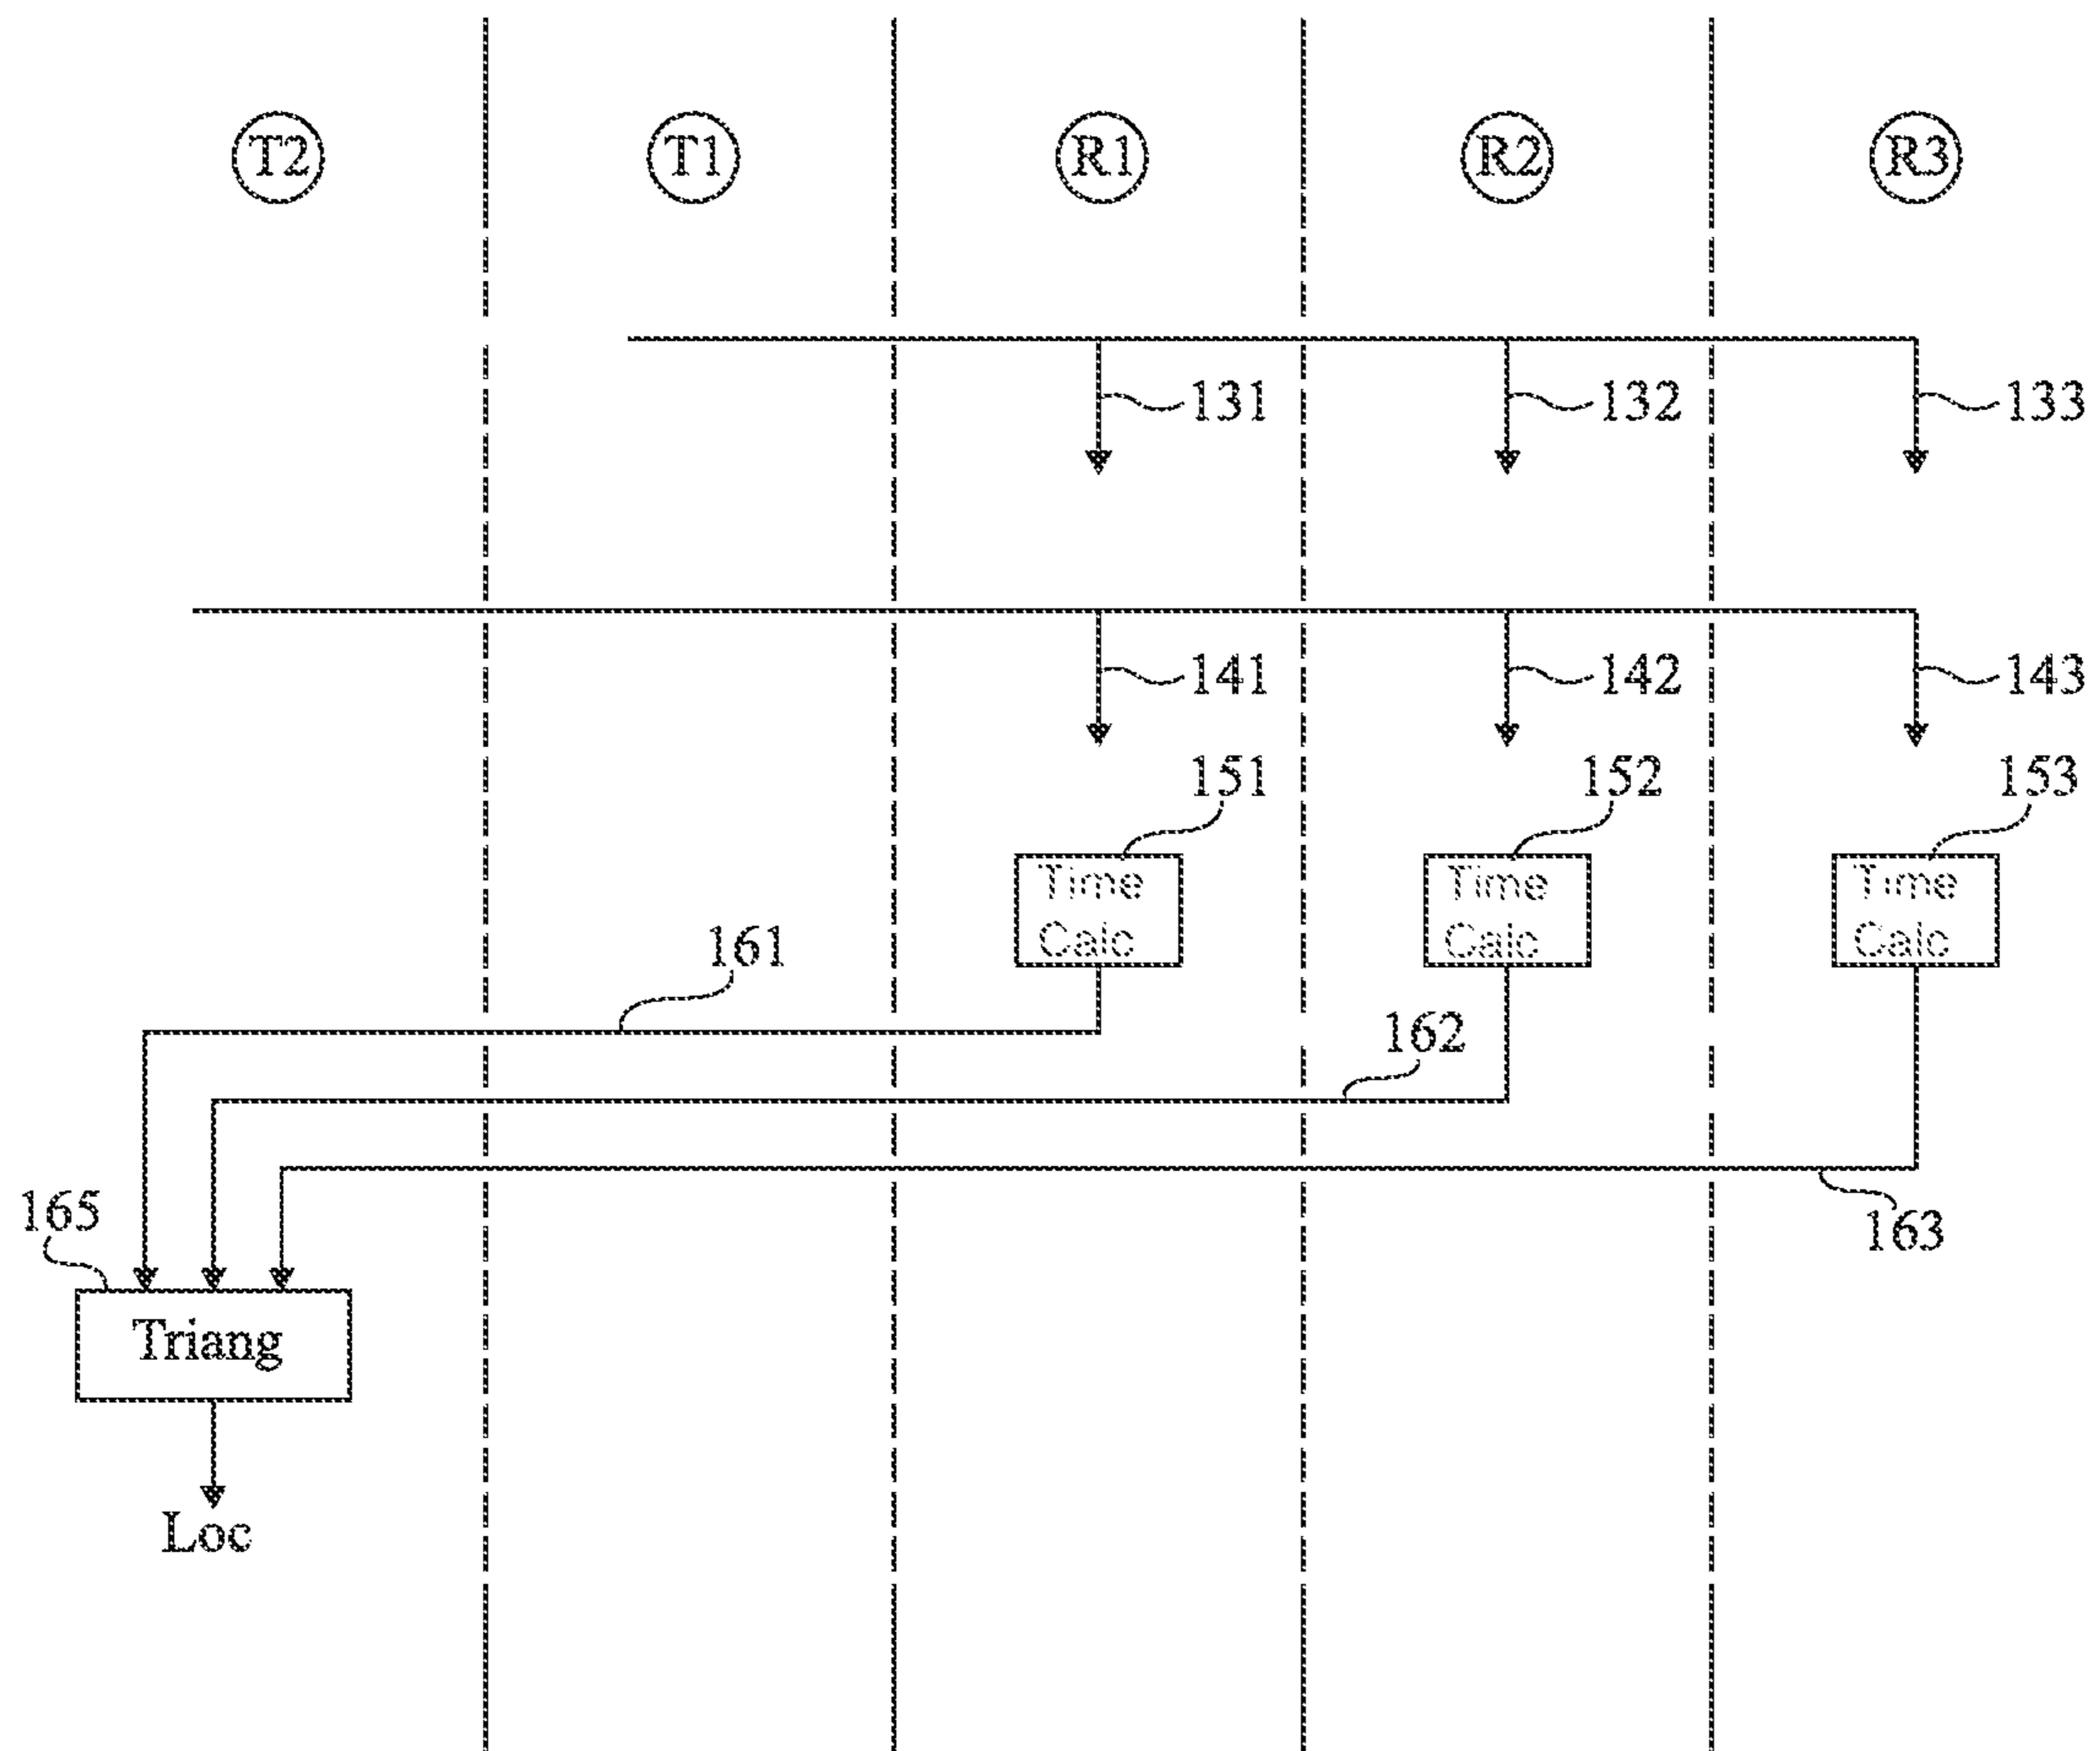 T2 T1 R1 R2 R3
131 132 133
141 142 143
151 152 153
Time Time Time
Calc Calc Calc
161
162
165
163
Triang
Loc